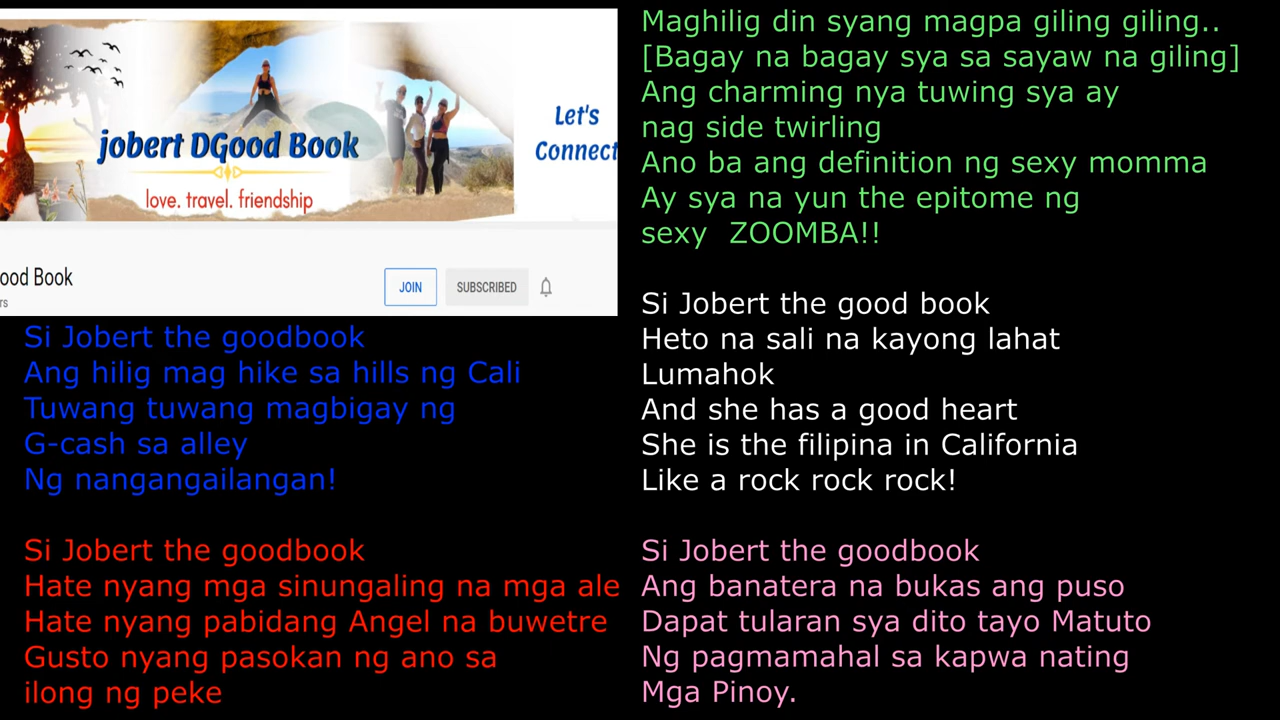 jobert DGood Book
love. travel. friendship
Let's
Connect
ood Book
rs
JOIN
SUBSCRIBED
Si Jobert the goodbook
Ang hilig mag hike sa hills ng Cali
Tuwang tuwang magbigay ng
G-cash sa alley
Ng nangangailangan!
Si Jobert the goodbook
Hate nyang mga sinungaling na mga ale
Hate nyang pabidang Angel na buwetre
Gusto nyang pasokan ng ano sa
ilong ng peke
Maghilig din syang magpa giling giling..
[Bagay na bagay sya sa sayaw na giling]
Ang charming nya tuwing sya ay
nag side twirling
Ano ba ang definition ng sexy momma
Ay sya na yun the epitome ng
sexy  ZOOMBA!!
Si Jobert the good book
Heto na sali na kayong lahat
Lumahok
And she has a good heart
She is the filipina in California
Like a rock rock rock!
Si Jobert the goodbook
Ang banatera na bukas ang puso
Dapat tularan sya dito tayo Matuto
Ng pagmamahal sa kapwa nating
Mga Pinoy.